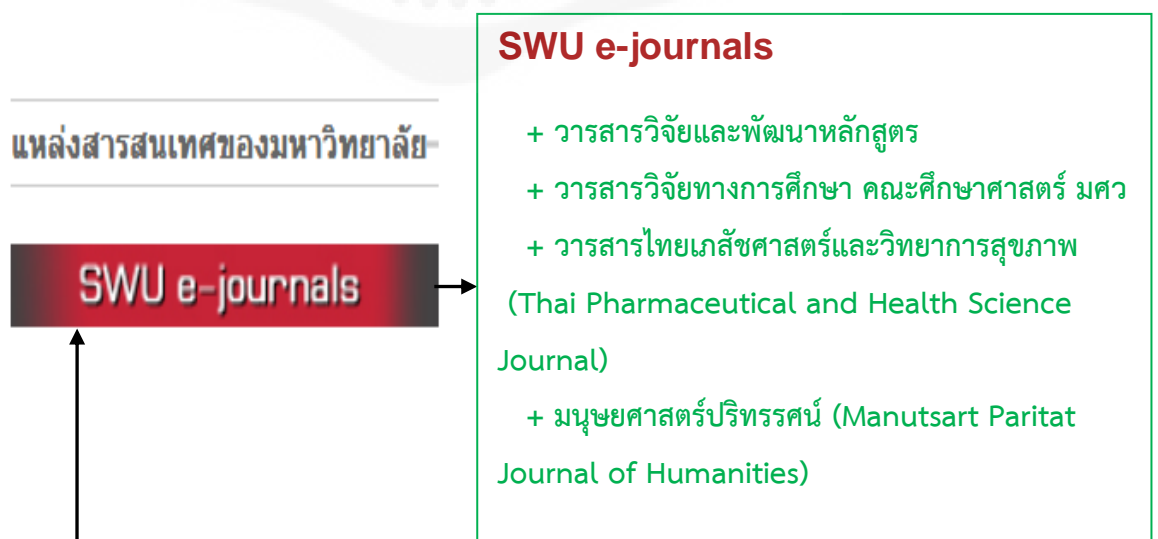 แหล่งสารสนเทศของมหาวิทยาลัย
SWU e-journals
SWU e-journals
+ วารสารวิจัยและพัฒนาหลักสูตร
+ วารสารวิจัยทางการศึกษา คณะศึกษาศาสตร์ มศว
+ วารสารไทยเภสัชศาสตร์และวิทยาการสุขภาพ
(Thai Pharmaceutical and Health Science
Journal)
+ มนุษยศาสตร์ปริทรรศน์ (Manutsart Paritat
Journal of Humanities)